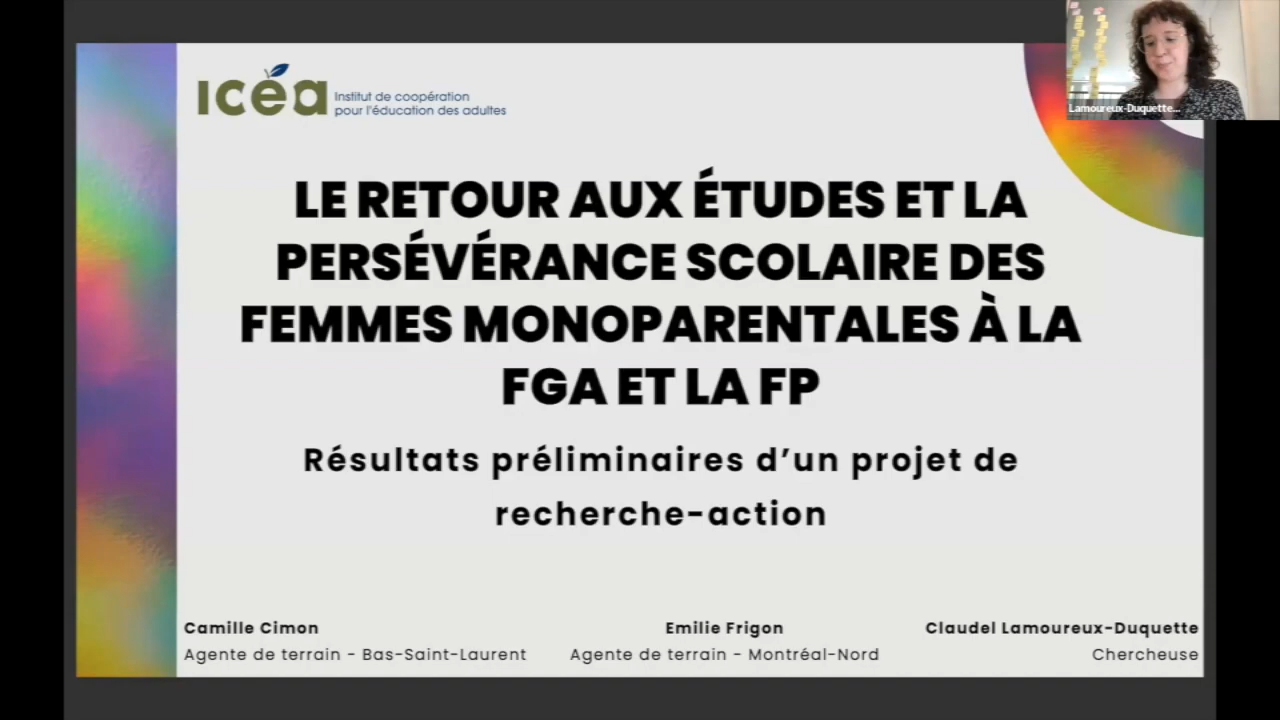 Lamoureux-Duquette...
icéa
Institut de coopération
pour l'éducation des adultes
LE RETOUR AUX ÉTUDES ET LA
PERSÉVÉRANCE SCOLAIRE DES
FEMMES MONOPARENTALES À LA
FGA ET LA FP
Résultats préliminaires d'un projet de
recherche-action
Camille Cimon
Agente de terrain - Bas-Saint-Laurent
Emilie Frigon
Agente de terrain - Montréal-Nord
Claudel Lamoureux-Duquette
Chercheuse